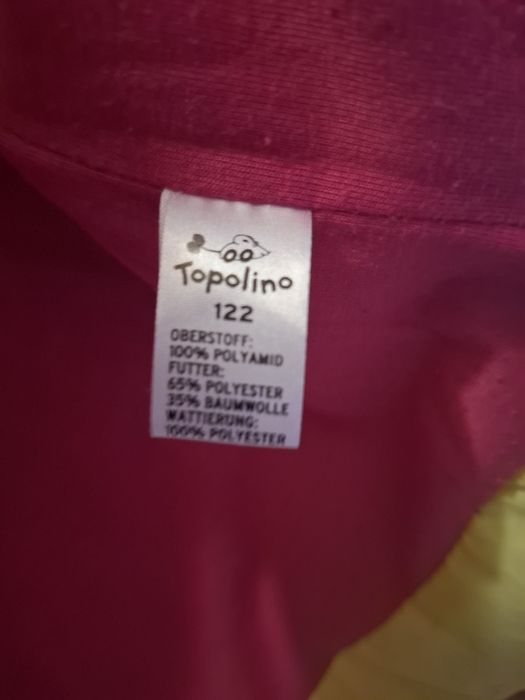 Topolino
122
OBERSTOFF:
100% POLYAMID
FUTTER:
65% POLYESTER
35% BAUMWOLLE
WATTIERUNG:
100% POLYESTER